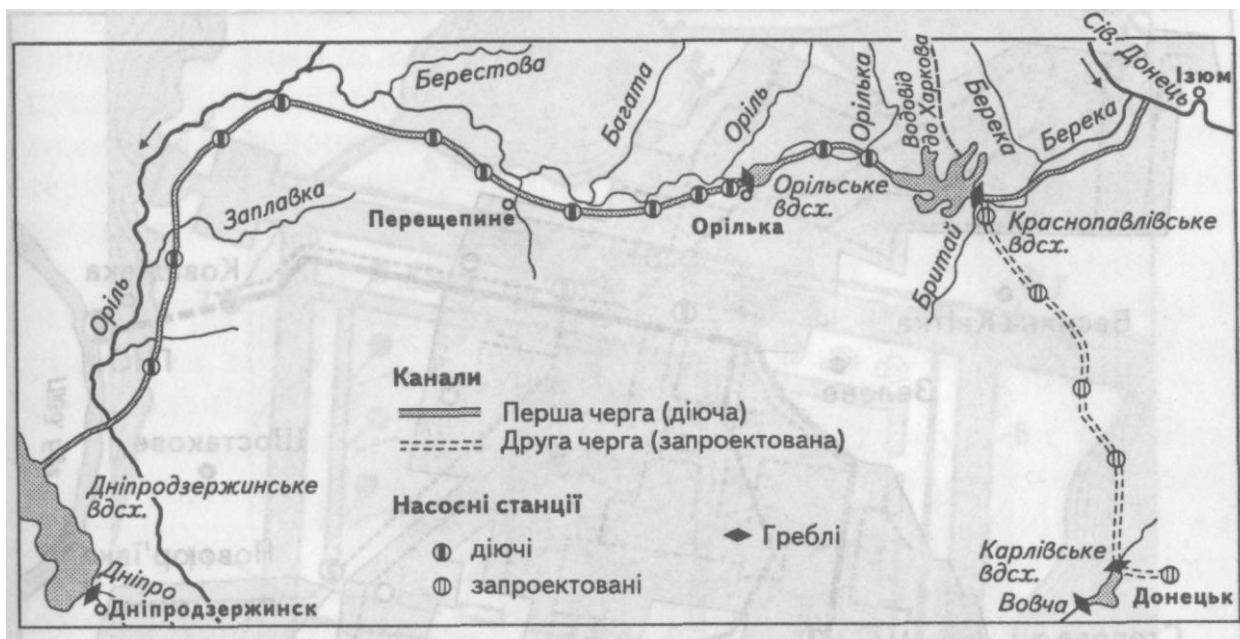 Сів. Донець
Ізюм
Берестова
Багата
Оріль
Орілька
Водовід
до Харкова
Берека
Берека
Заплавка
Перещепине
Орілька
Орільське
вдсх.
Краснопавлівське
вдсх.
Бритай
Оріль
Канали
Перша черга (діюча)
Друга черга (запроектована)
Дніпродзержинське
вдсх.
Насосні станції
діючі
запроектовані
Греблі
Дніпро
Дніпродзержинск
Карлівське
вдсх.
Вовча
Донецьк